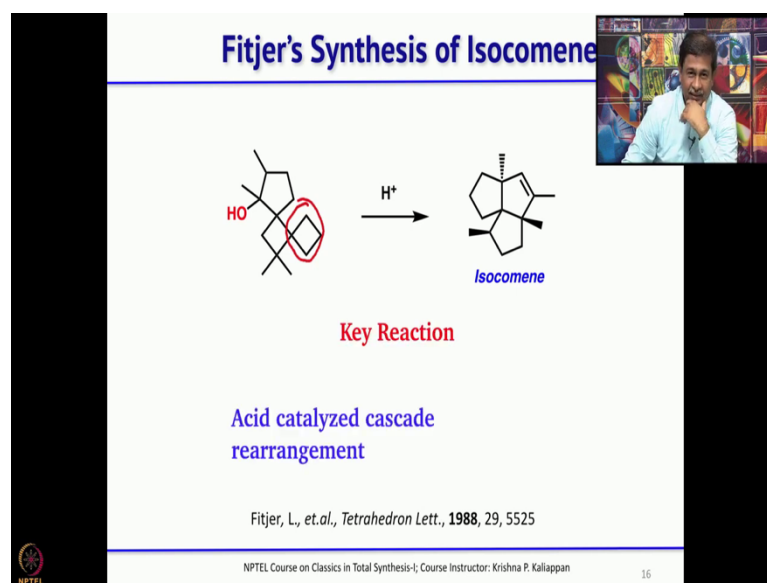 Fitjer's Synthesis of Isocomene
HO
H+
Isocomene
Key Reaction
Acid catalyzed cascade
rearrangement
Fitjer, L., et.al., Tetrahedron Lett., 1988, 29, 5525
NPTEL Course on Classics in Total Synthesis-I; Course Instructor: Krishna P. Kaliappan
16
NPTEL